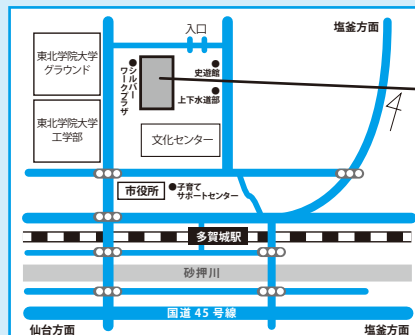 入口
塩釜方面
東北学院大学
グラウンド
シルバー
ワークプラザ
史遊館
上下水道部
東北学院大学
工学部
文化センター
市役所
子育て
サポートセンター
多賀城駅
砂押川
国道45号線
仙台方面
塩釜方面